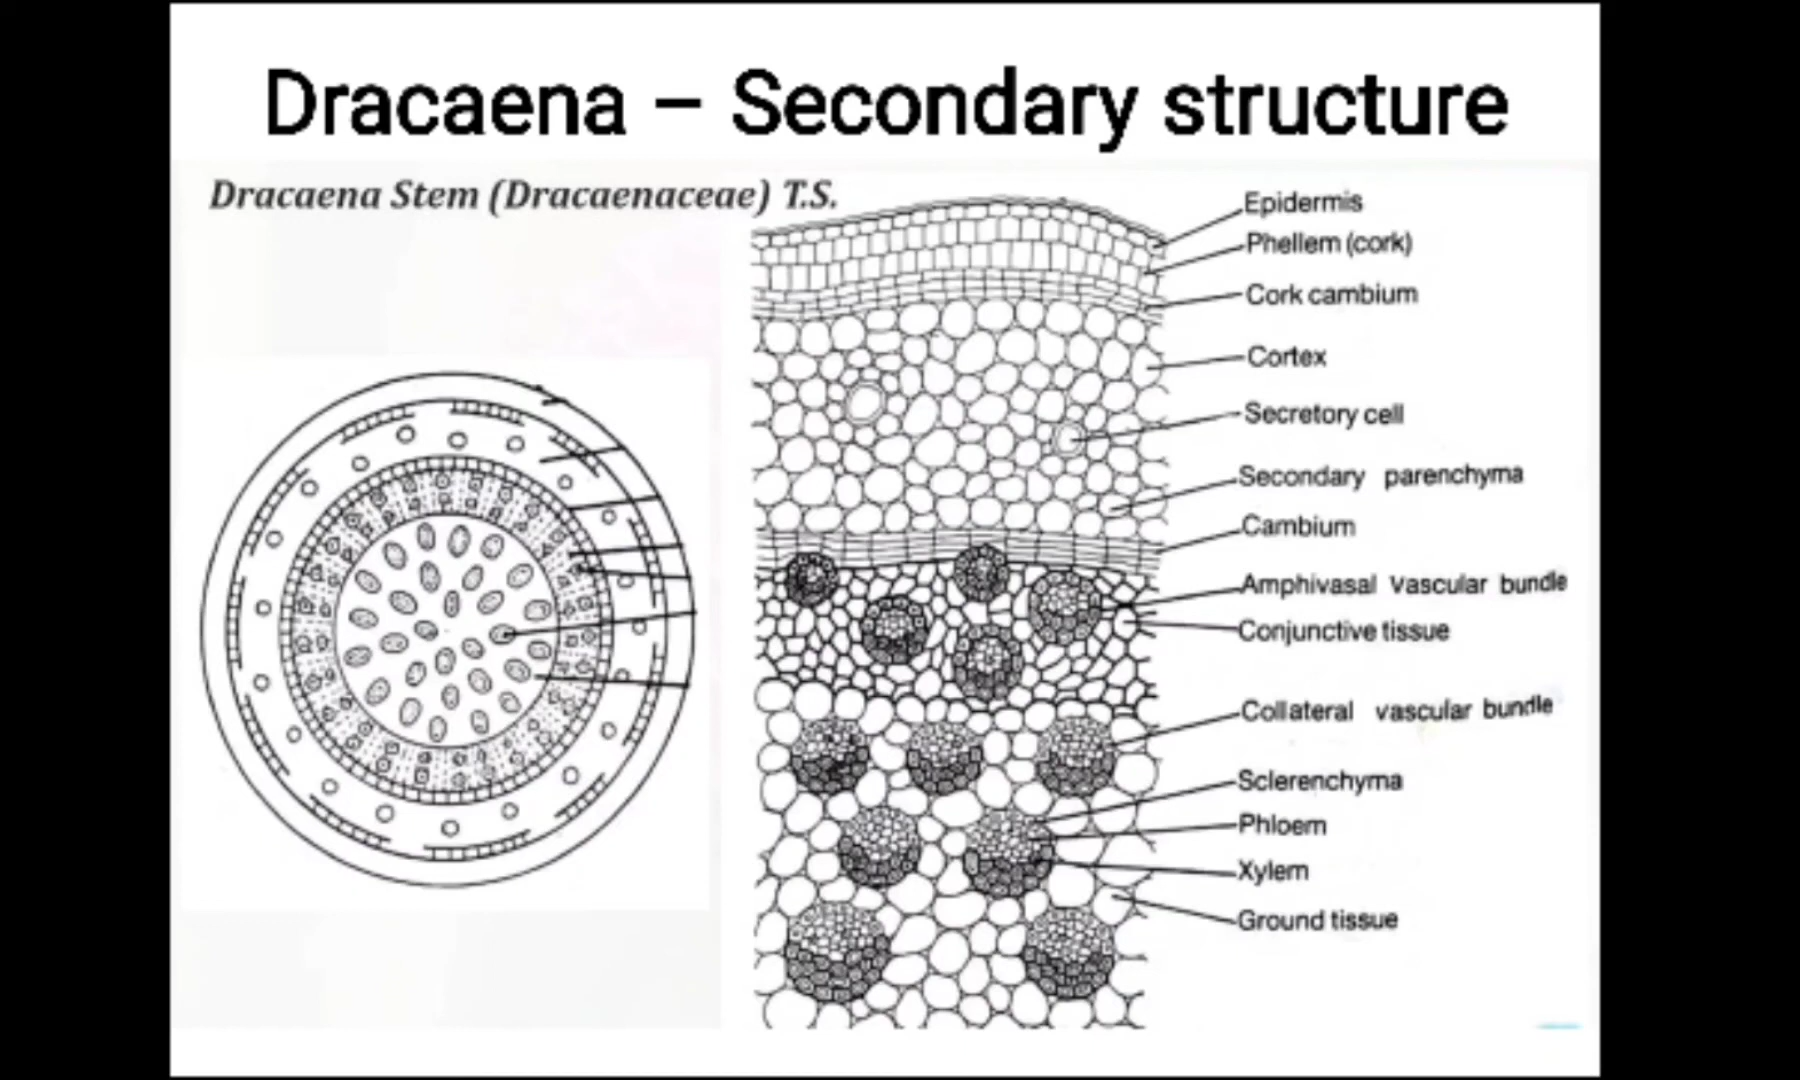 Dracaena – Secondary structure
Dracaena Stem (Dracaenaceae) T.S.
Epidermis
Phellem (cork)
Cork cambium
Cortex
Secretory cell
Secondary parenchyma
Cambium
Amphivasal Vascular bundle
Conjunctive tissue
Collateral vascular bundle
Sclerenchyma
Phloem
Xylem
Ground tissue